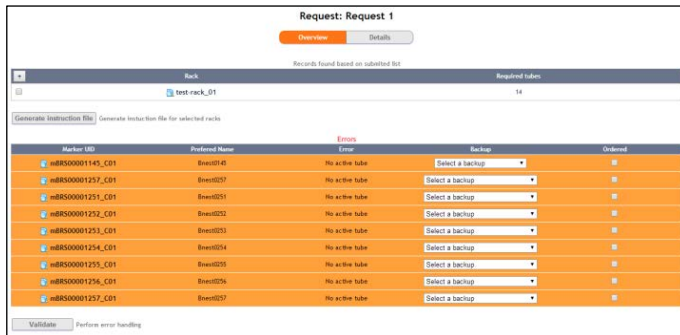 Request: Request 1
Overview Details
Records found based on submitted list
+ Rack Required tubes
test-rack_01 14
Generate instruction file Generate instuction file for selected racks
Errors
Marker UID Prefered Name Error Backup Ordered
mBRS00001145_C01 Bnest0145 No active tube Select a backup
mBRS00001257_C01 Bnest0257 No active tube Select a backup
mBRS00001251_C01 Bnest0251 No active tube Select a backup
mBRS00001252_C01 Bnest0252 No active tube Select a backup
mBRS00001253_C01 Bnest0253 No active tube Select a backup
mBRS00001254_C01 Bnest0254 No active tube Select a backup
mBRS00001255_C01 Bnest0255 No active tube Select a backup
mBRS00001256_C01 Bnest0256 No active tube Select a backup
mBRS00001257_C01 Bnest0257 No active tube Select a backup
Validate Perform error handling